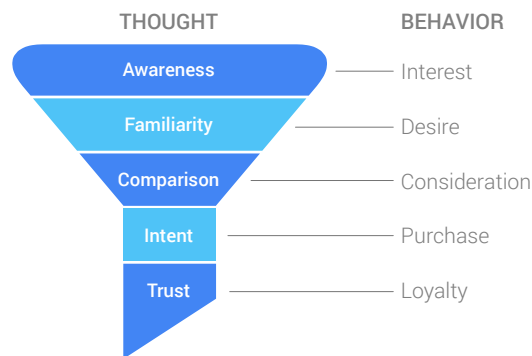 THOUGHT BEHAVIOR
Awareness Interest
Familiarity Desire
Comparison Consideration
Intent Purchase
Trust Loyalty